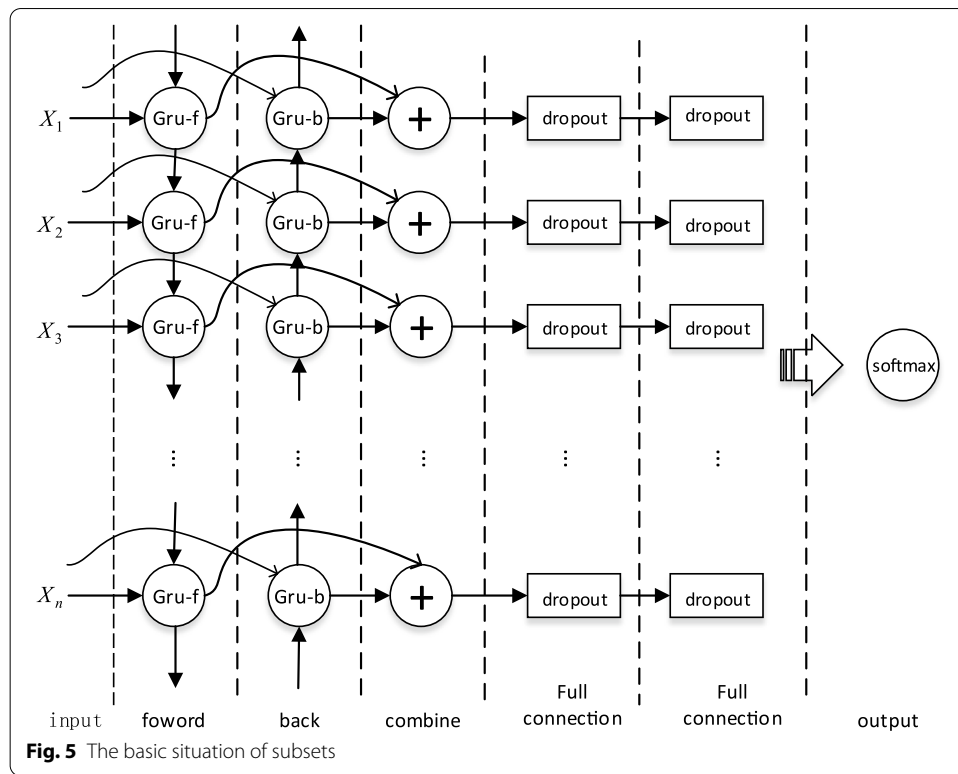 X1 Gru-f Gru-b + dropout dropout
X2 Gru-f Gru-b + dropout dropout
X3 Gru-f Gru-b + dropout dropout
softmax
... ... ... ... ...
Xn Gru-f Gru-b + dropout dropout
input foword back combine Full connection Full connection output
Fig. 5 The basic situation of subsets